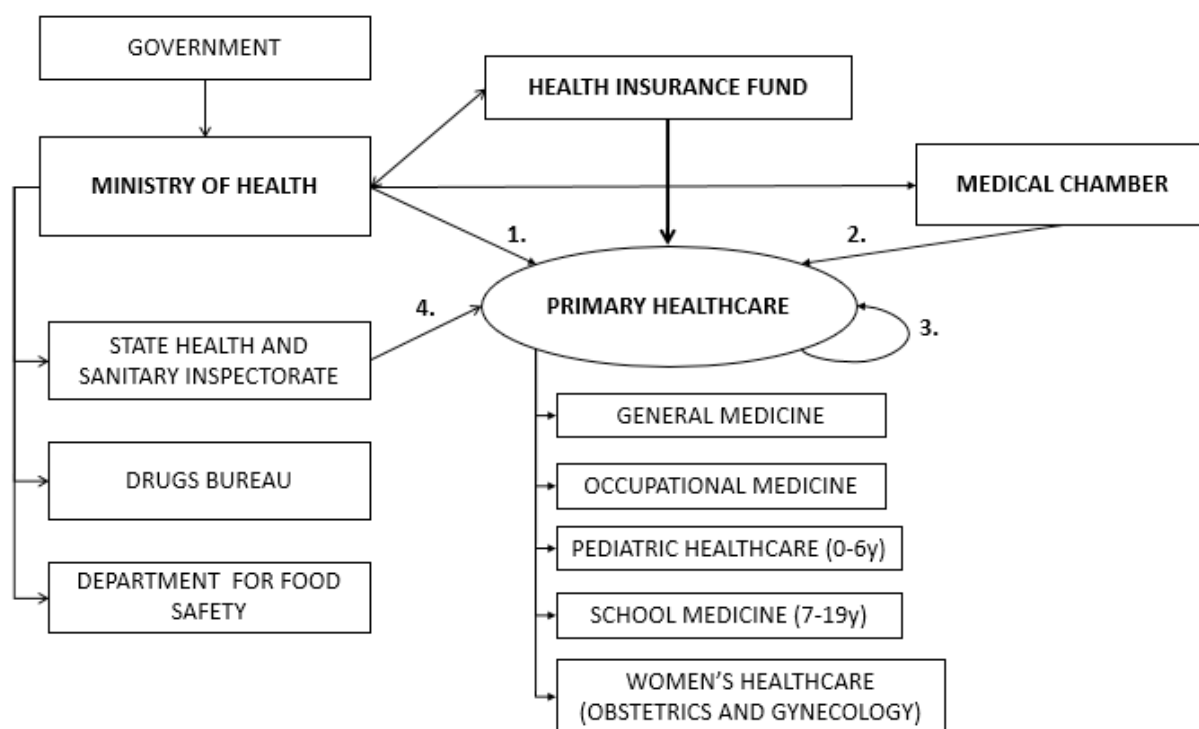 GOVERNMENT
HEALTH INSURANCE FUND
MINISTRY OF HEALTH
MEDICAL CHAMBER
1.
2.
PRIMARY HEALTHCARE
4.
3.
STATE HEALTH AND
SANITARY INSPECTORATE
GENERAL MEDICINE
DRUGS BUREAU
OCCUPATIONAL MEDICINE
PEDIATRIC HEALTHCARE (0-6y)
DEPARTMENT FOR FOOD
SAFETY
SCHOOL MEDICINE (7-19y)
WOMEN’S HEALTHCARE
(OBSTETRICS AND GYNECOLOGY)